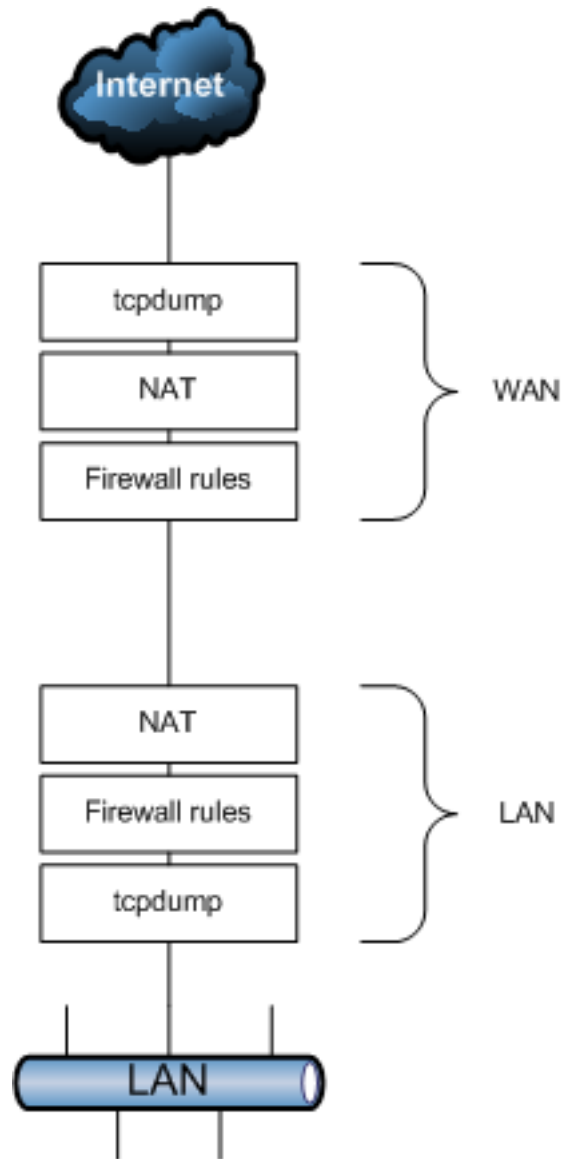 Internet
tcpdump
NAT
WAN
Firewall rules
NAT
Firewall rules
LAN
tcpdump
LAN